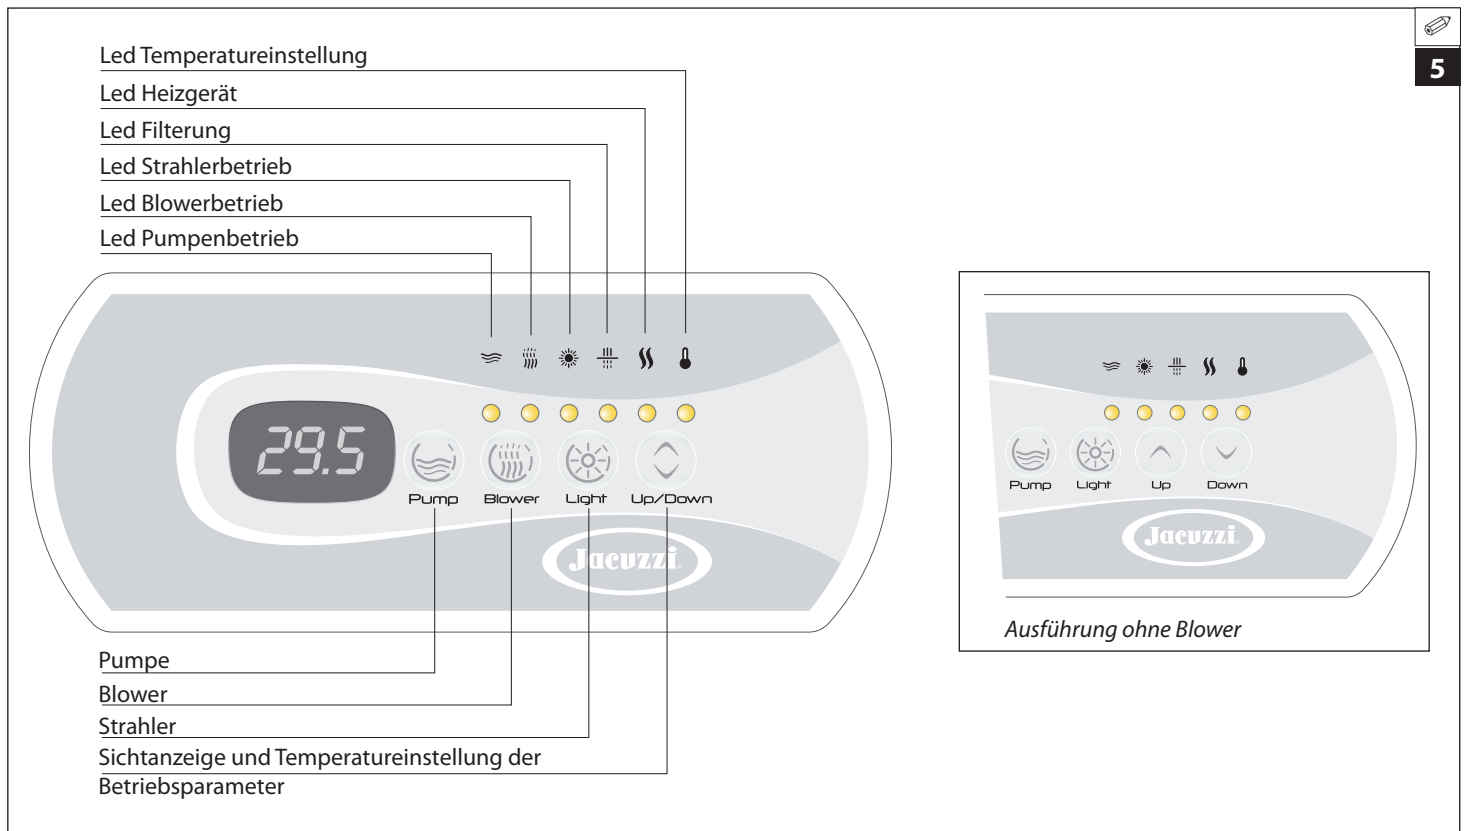 5
Led Temperatureinstellung
Led Heizgerät
Led Filterung
Led Strahlerbetrieb
Led Blowerbetrieb
Led Pumpenbetrieb
29.5
Pump Blower Light Up/Down
Jacuzzi
Pumpe
Blower
Strahler
Sichtanzeige und Temperatureinstellung der
Betriebsparameter
Pump Light Up Down
Jacuzzi
Ausführung ohne Blower